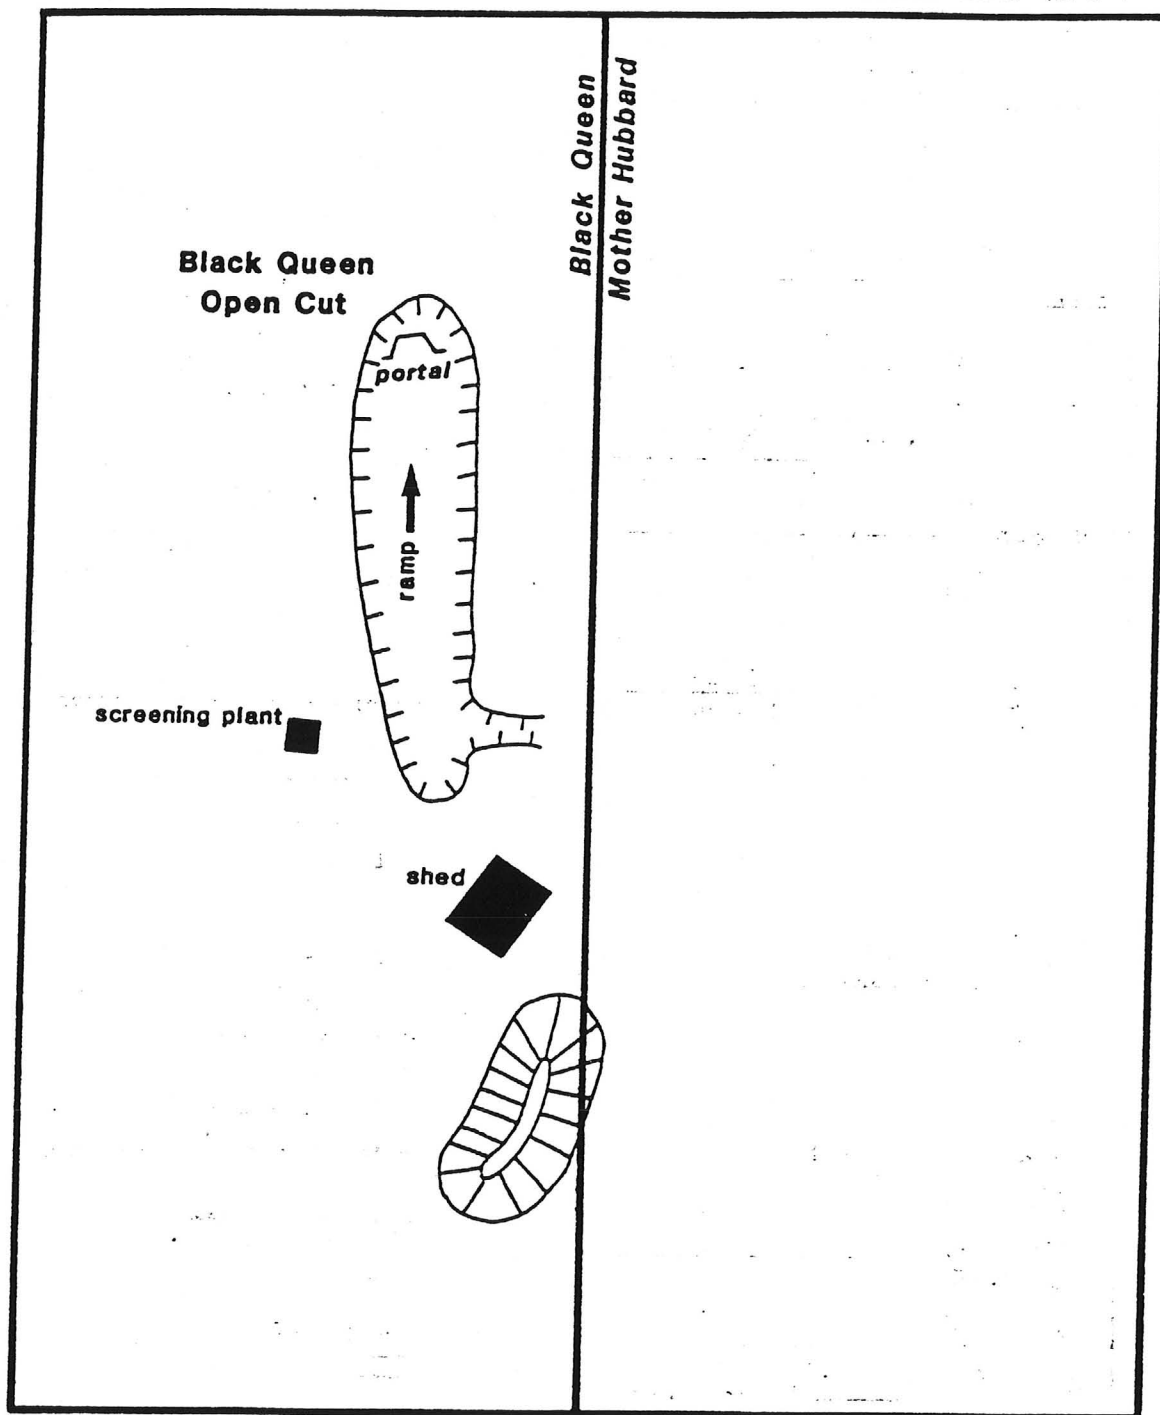 Black Queen
Mother Hubbard
Black Queen
Open Cut
portal
ramp
screening plant
shed